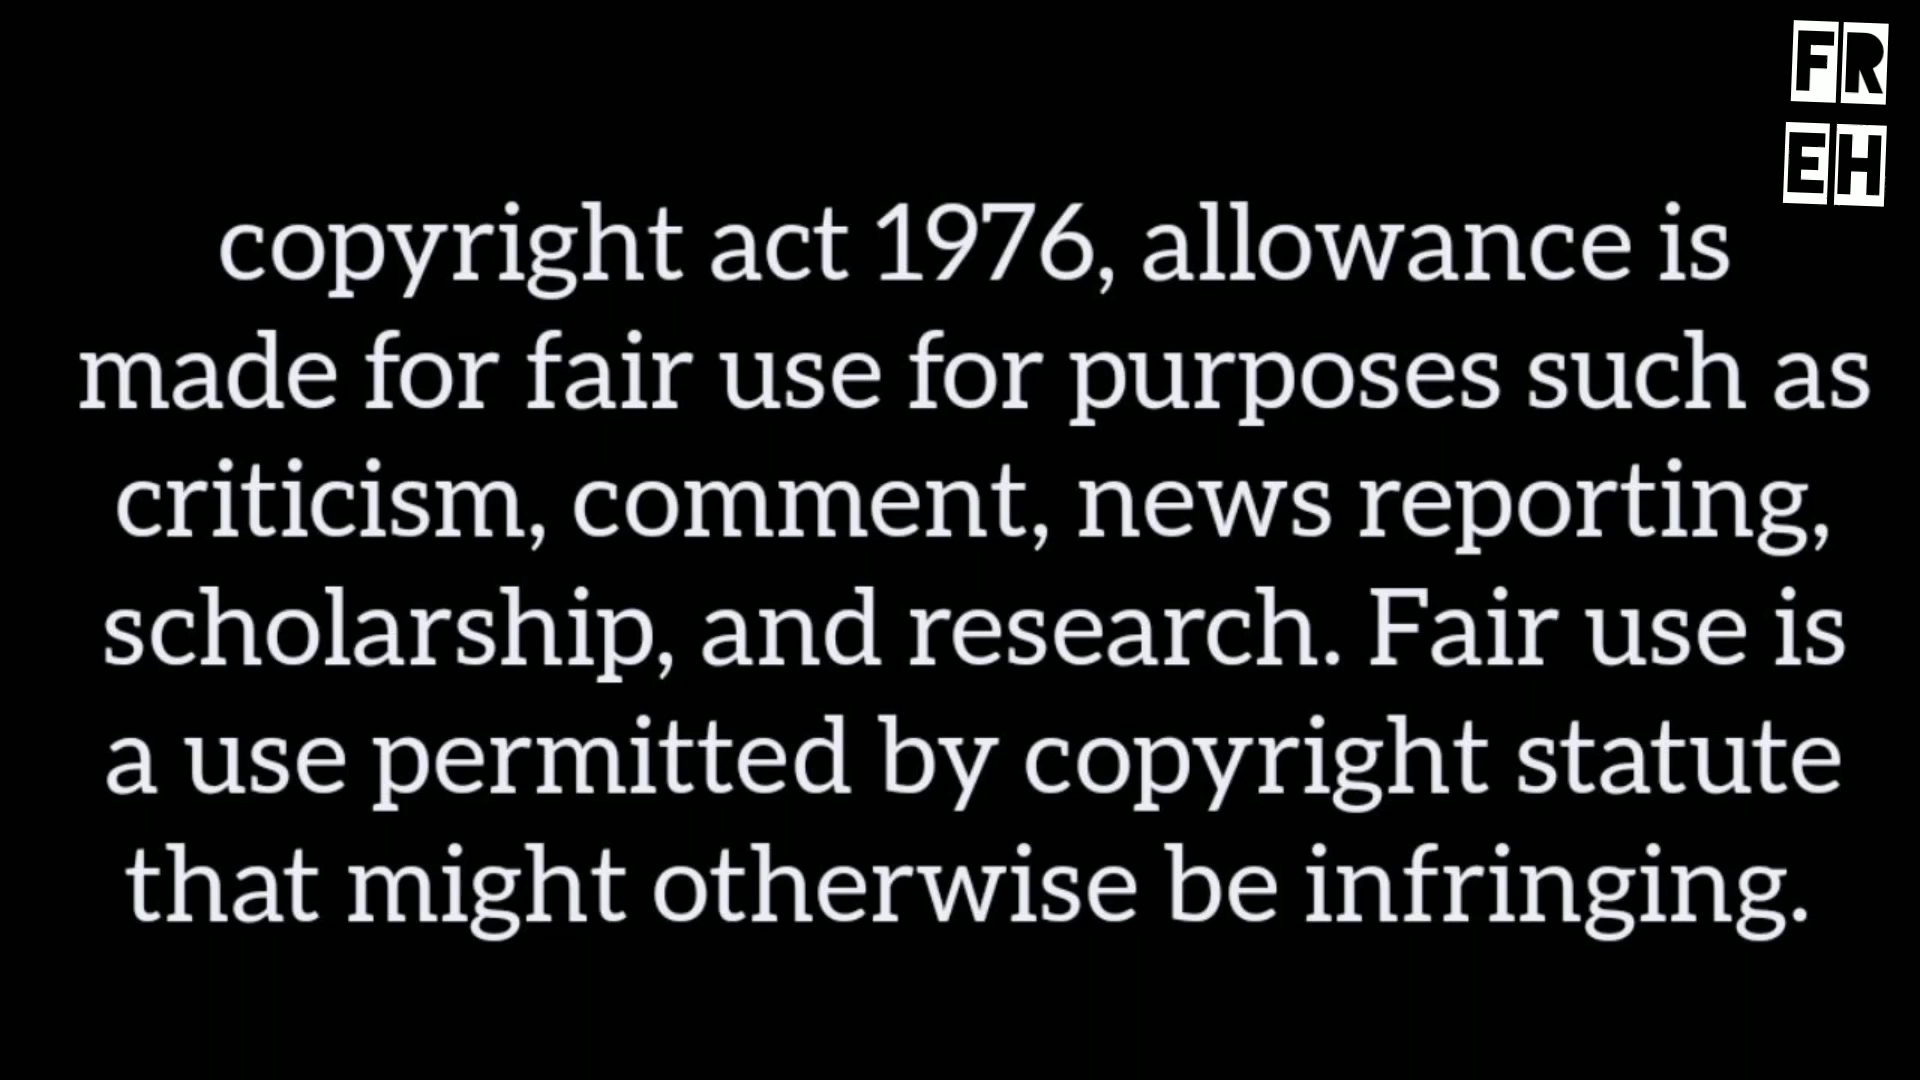 FR
EH
copyright act 1976, allowance is
made for fair use for purposes such as
criticism, comment, news reporting,
scholarship, and research. Fair use is
a use permitted by copyright statute
that might otherwise be infringing.